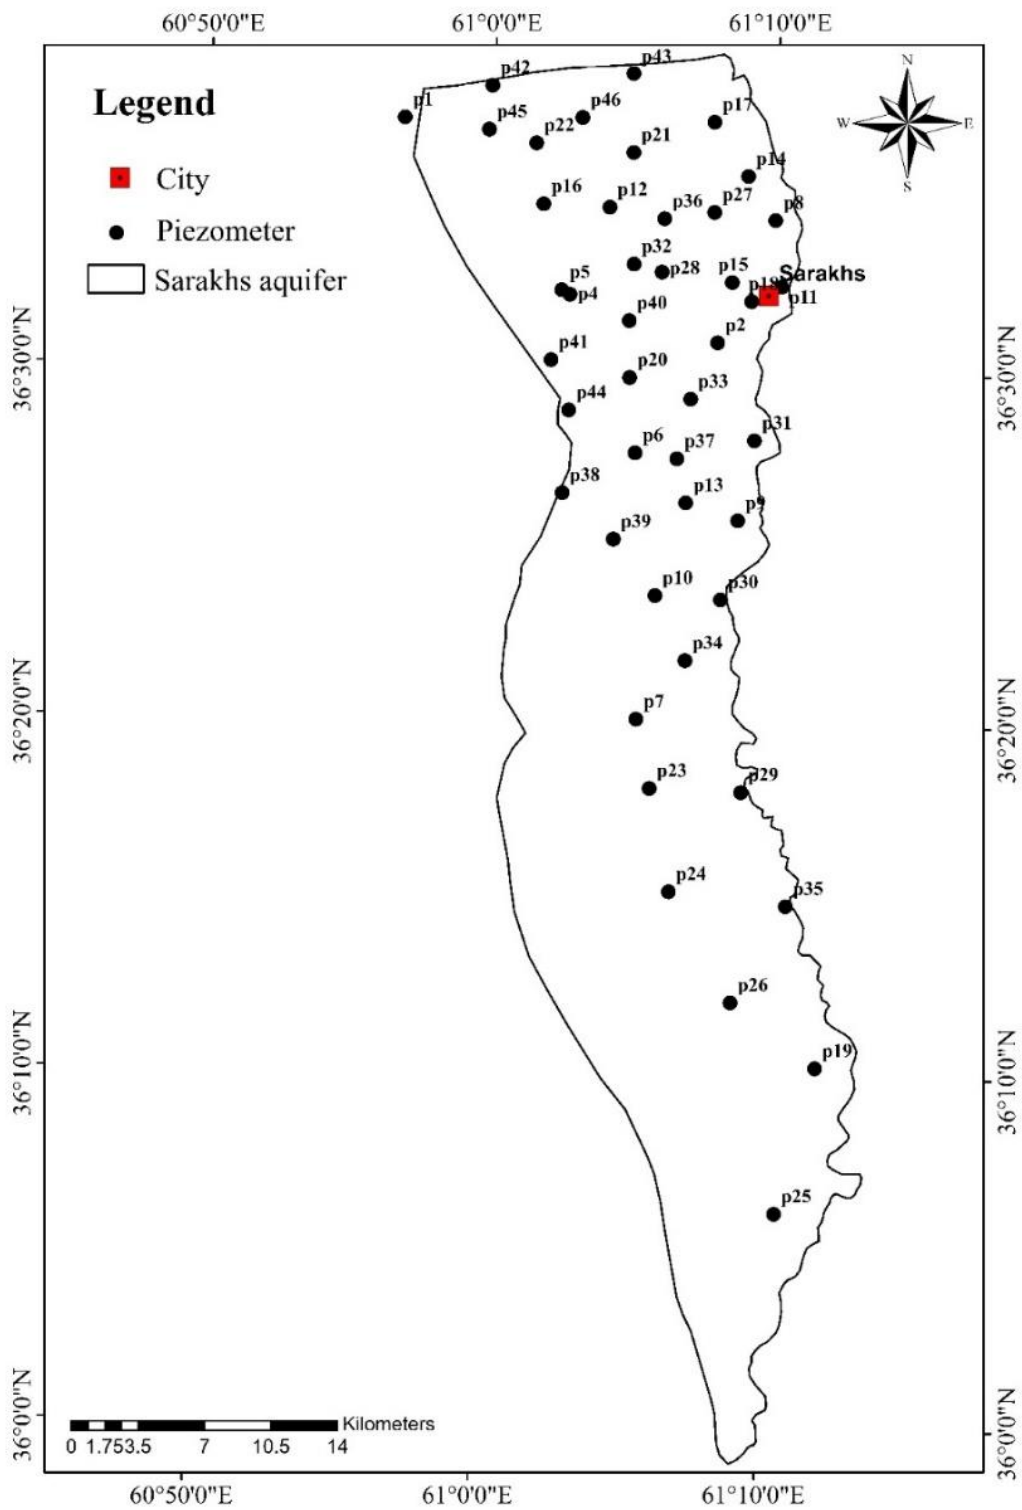 60°50'0"E 61°0'0"E 61°10'0"E
Legend
City
Piezometer
Sarakhs aquifer
N
W E
S
p43
p42
p1
p46
p17
p45
p22
p21
p14
p16
p12
p27
p36
p8
p32
p28
p15
Sarakhs
p5
p4
p18
p11
p40
p2
p41
p20
p33
p44
p31
p6
p37
p38
p13
p9
p39
p10
p30
p34
p7
p23
p29
p24
p35
p26
p19
p25
36°30'0"N
36°20'0"N
36°10'0"N
36°0'0"N
36°30'0"N
36°20'0"N
36°10'0"N
36°0'0"N
Kilometers
0 1.753.5 7 10.5 14
60°50'0"E 61°0'0"E 61°10'0"E